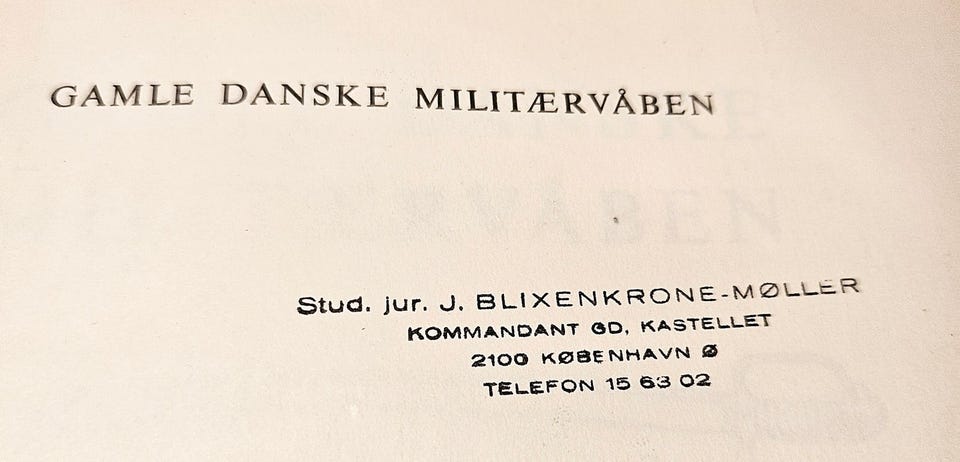 GAMLE DANSKE MILITÆRVÅBEN
Stud. jur. J. BLIXENKRONE-MØLLER
KOMMANDANT GD, KASTELLET
2100 KØBENHAVN Ø
TELEFON 15 63 02